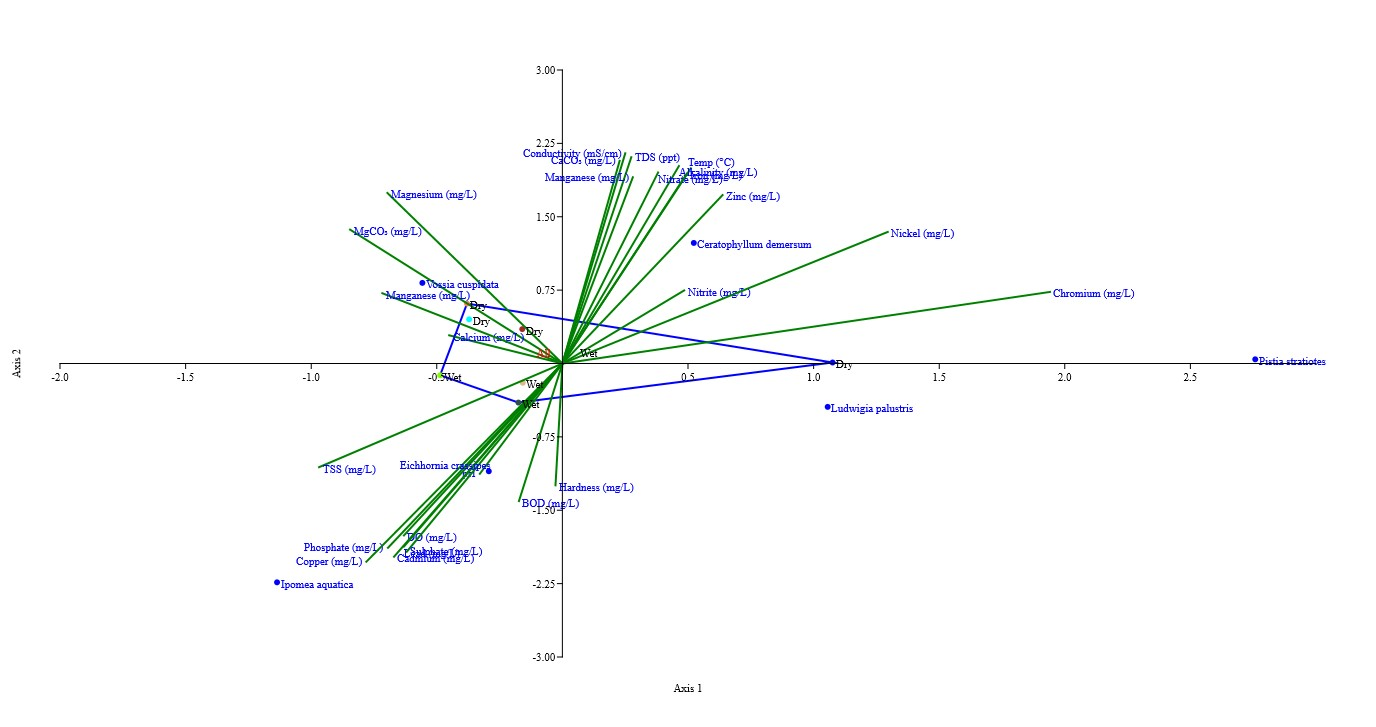 3.00
2.25
Conductivity (mS/cm)
TDS (ppt)
CaCO₃ (mg/L)
Temp (°C)
Manganese (mg/L)
Alkalinity (mg/L)
Nitrate (mg/L)
Magnesium (mg/L)
Zinc (mg/L)
1.50
MgCO₃ (mg/L)
Nickel (mg/L)
Ceratophyllum demersum
Vossia cuspidata
0.75
Manganese (mg/L)
Nitrite (mg/L)
Chromium (mg/L)
Dry
Dry
Dry
Calcium (mg/L)
Wet
Axis 2
Dry
Pistia stratiotes
-2.0
-1.5
-1.0
-0.5
Wet
0.5
1.0
1.5
2.0
2.5
Wet
Wet
Ludwigia palustris
-0.75
Eichhornia crassipes
TSS (mg/L)
pH
Hardness (mg/L)
BOD (mg/L)
-1.50
DO (mg/L)
Phosphate (mg/L)
Sulphate (mg/L)
Copper (mg/L)
Cadmium (mg/L)
-2.25
Ipomea aquatica
-3.00
Axis 1